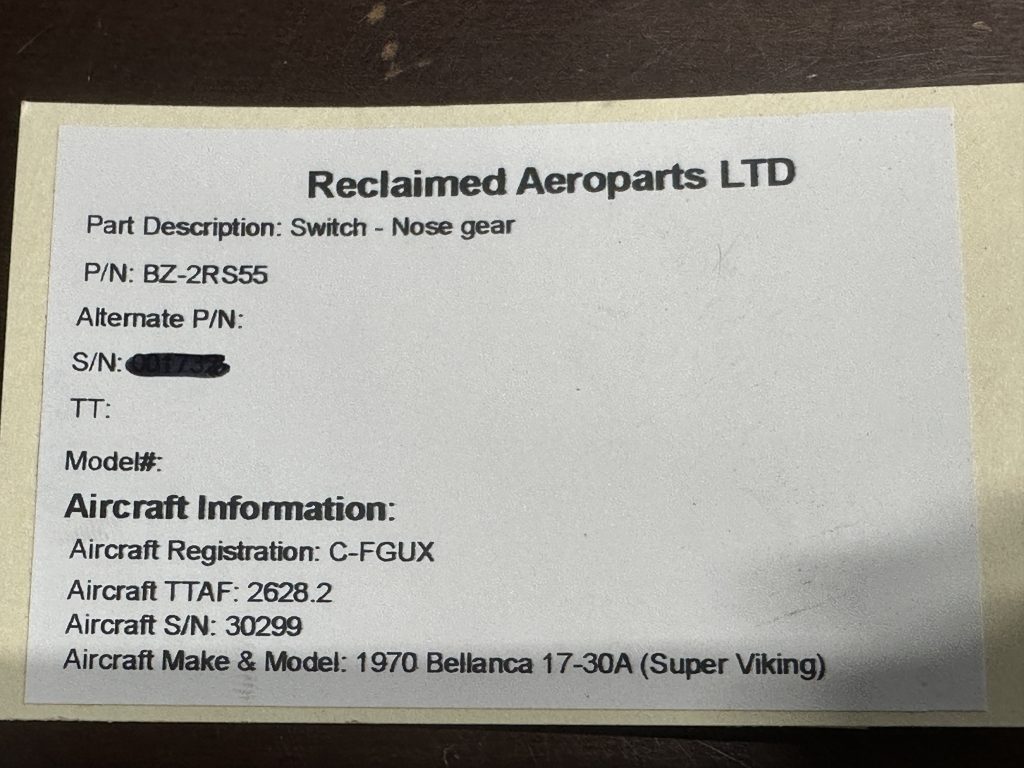 Reclaimed Aeroparts LTD
Part Description: Switch - Nose gear
P/N: BZ-2RS55
Alternate P/N:
S/N:
TT:
Model#:
Aircraft Information:
Aircraft Registration: C-FGUX
Aircraft TTAF: 2628.2
Aircraft S/N: 30299
Aircraft Make & Model: 1970 Bellanca 17-30A (Super Viking)